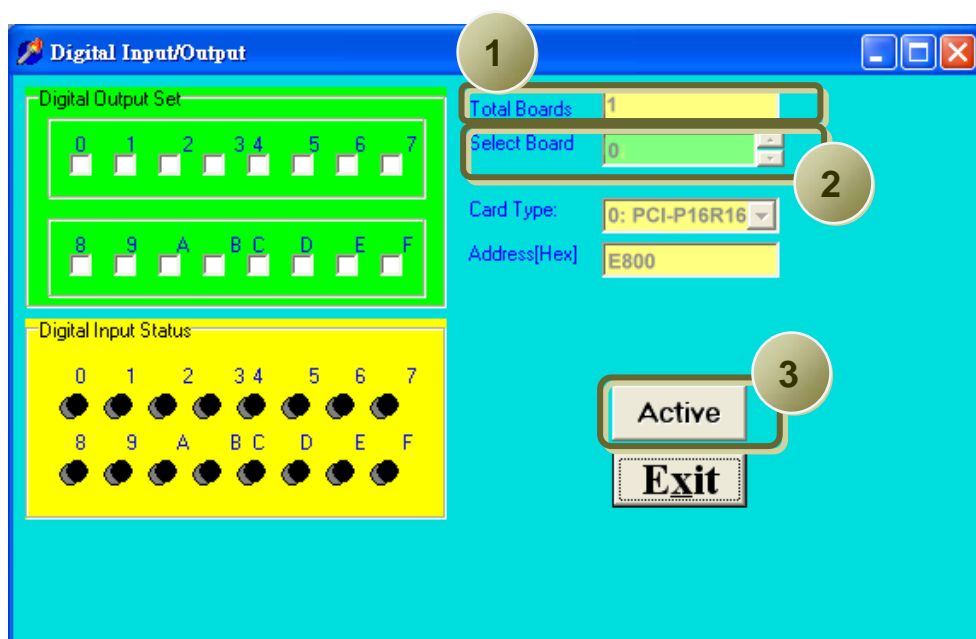 Digital Input/Output
1
Digital Output Set
0 1 2 3 4 5 6 7
8 9 A B C D E F
Total Boards 1
Select Board 0
2
Card Type: 0: PCI-P16R16
Address[Hex] E800
Digital Input Status
0 1 2 3 4 5 6 7
8 9 A B C D E F
3
Active
Exit